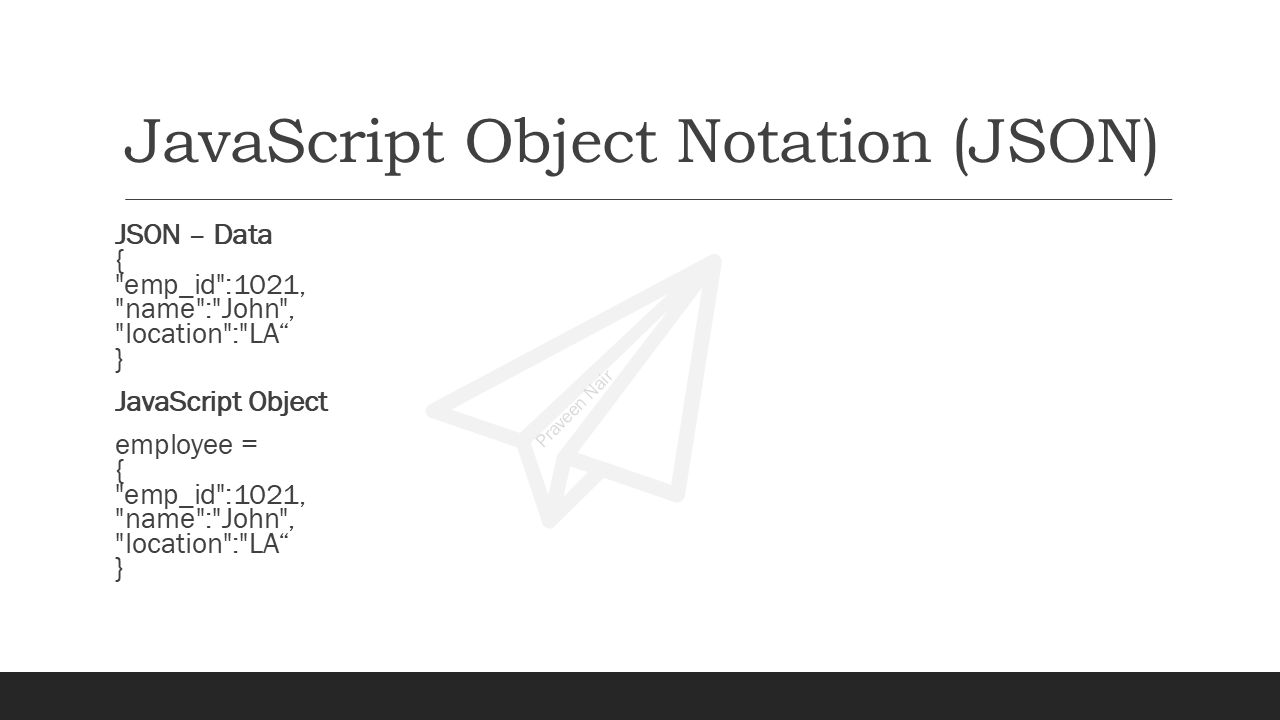 JavaScript Object Notation (JSON)
JSON – Data
{
"emp_id":1021,
"name":"John",
"location":"LA“
}
JavaScript Object
employee =
{
"emp_id":1021,
"name":"John",
"location":"LA“
}
Praveen Nair